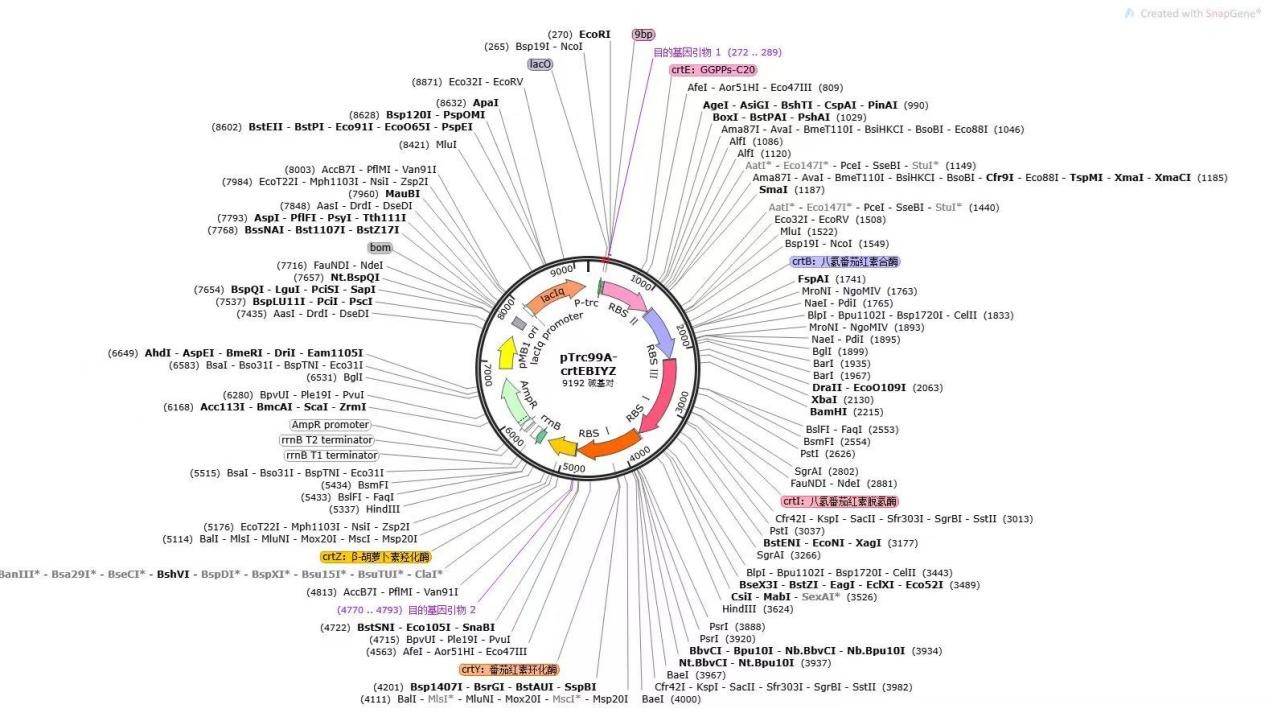 Created with SnapGene®
(270) EcoRI
9bp
(265) Bsp19I - NcoI
目的基因引物 1 (272 .. 289)
lacO
crtE: GGPPs-C20
(8871) Eco32I - EcoRV
AfeI - Aor51HI - Eco47III (809)
(8632) ApaI
AgeI - AsiGI - BshTI - CspAI - PinAI (990)
(8628) Bsp120I - PspOMI
BoxI - BstPAI - PshAI (1029)
(8602) BstEII - BstPI - Eco91I - EcoO65I - PspEI
Ama87I - AvaI - BmeT110I - BsiHKCI - BsoBI - Eco88I (1046)
(8421) MluI
AlfI (1086)
AlfI (1120)
(8003) AccB7I - PflMI - Van91I
AatI* - Eco147I* - PceI - SseBI - StuI* (1149)
(7984) EcoT22I - Mph1103I - NsiI - Zsp2I
Ama87I - AvaI - BmeT110I - BsiHKCI - BsoBI - Cfr9I - Eco88I - TspMI - XmaI - XmaCI (1185)
(7960) MauBI
SmaI (1187)
(7848) AasI - DrdI - DseDI
AatI* - Eco147I* - PceI - SseBI - StuI* (1440)
(7793) AspI - PflFI - PsyI - Tth111I
Eco32I - EcoRV (1508)
(7768) BssNAI - Bst1107I - BstZ17I
MluI (1522)
bom
Bsp19I - NcoI (1549)
crtB: 八氢番茄红素合酶
(7716) FauNDI - NdeI
(7657) Nt.BspQI
FspAI (1741)
(7654) BspQI - LguI - PciSI - SapI
MroNI - NgoMIV (1763)
(7537) BspLU11I - PciI - PscI
NaeI - PdiI (1765)
(7435) AasI - DrdI - DseDI
BlpI - Bpu1102I - Bsp1720I - CelII (1833)
MroNI - NgoMIV (1893)
NaeI - PdiI (1895)
(6649) AhdI - AspEI - BmeRI - DriI - Eam1105I
BglI (1899)
(6583) BsaI - Bso31I - BspTNI - Eco31I
BarI (1935)
(6531) BglI
BarI (1967)
(6280) BpvUI - Ple19I - PvuI
DraII - EcoO109I (2063)
(6168) Acc113I - BmcAI - ScaI - ZrmI
XbaI (2130)
BamHI (2215)
AmpR promoter
rrnB T2 terminator
BslFI - FaqI (2553)
rrnB T1 terminator
BsmFI (2554)
PstI (2626)
(5515) BsaI - Bso31I - BspTNI - Eco31I
SgrAI (2802)
(5434) BsmFI
FauNDI - NdeI (2881)
(5433) BslFI - FaqI
crtI: 八氢番茄红素脱氢酶
(5337) HindIII
Cfr42I - KspI - SacII - Sfr303I - SgrBI - SstII (3013)
(5176) EcoT22I - Mph1103I - NsiI - Zsp2I
PstI (3037)
(5114) BalI - MlsI - MluNI - Mox20I - MscI - Msp20I
BstENI - EcoNI - XagI (3177)
crtZ: β-胡萝卜素羟化酶
SgrAI (3266)
BanIII* - Bsa29I* - BseCI* - BshVI - BspDI* - BspXI* - Bsu15I* - BsuTUI* - ClaI*
BlpI - Bpu1102I - Bsp1720I - CelII (3443)
(4813) AccB7I - PflMI - Van91I
BseX3I - BstZI - EagI - EclXI - Eco52I (3489)
CsiI - MabI - SexAI* (3526)
(4770 .. 4793) 目的基因引物 2
HindIII (3624)
(4722) BstSNI - Eco105I - SnaBI
PsrI (3888)
(4715) BpvUI - Ple19I - PvuI
PsrI (3920)
(4563) AfeI - Aor51HI - Eco47III
BbvCI - Bpu10I - Nb.BbvCI - Nb.Bpu10I (3934)
Nt.BbvCI - Nt.Bpu10I (3937)
crtY: 番茄红素环化酶
BaeI (3967)
(4201) Bsp1407I - BsrGI - BstAUI - SspBI
Cfr42I - KspI - SacII - Sfr303I - SgrBI - SstII (3982)
(4111) BalI - MlsI* - MluNI - Mox20I - MscI* - Msp20I
BaeI (4000)
1000
2000
3000
4000
5000
6000
7000
8000
9000
lacIq
P-trc
RBS II
RBS III
RBS I
RBS I
rrnB
AmpR
pMB1 ori
lacIq promoter
pTrc99A-
crtEBIYZ
9192 碱基对